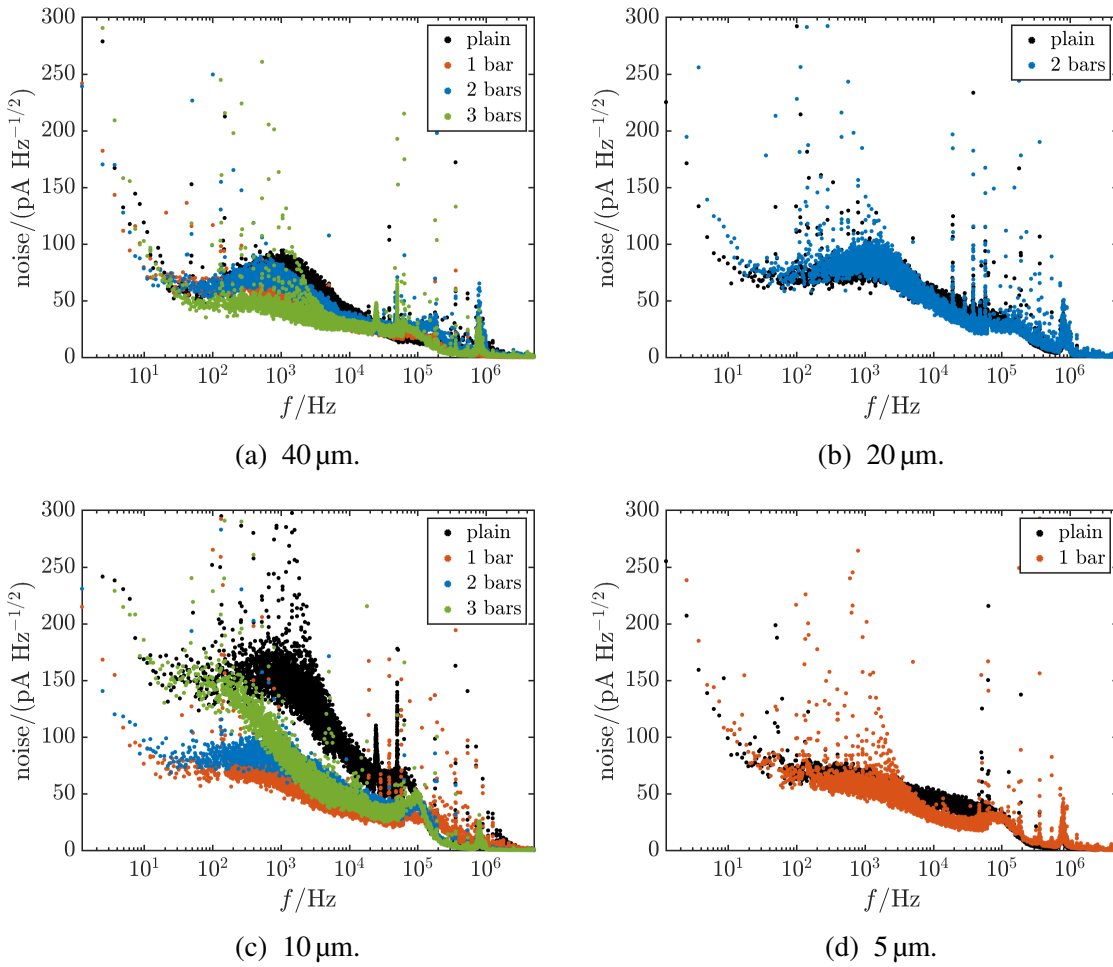 300
250
200
150
100
50
0
noise/(pA Hz^{−1/2})
plain
1 bar
2 bars
3 bars
10^1 10^2 10^3 10^4 10^5 10^6
f/Hz
(a) 40 µm.
300
250
200
150
100
50
0
noise/(pA Hz^{−1/2})
plain
2 bars
10^1 10^2 10^3 10^4 10^5 10^6
f/Hz
(b) 20 µm.
300
250
200
150
100
50
0
noise/(pA Hz^{−1/2})
plain
1 bar
2 bars
3 bars
10^1 10^2 10^3 10^4 10^5 10^6
f/Hz
(c) 10 µm.
300
250
200
150
100
50
0
noise/(pA Hz^{−1/2})
plain
1 bar
10^1 10^2 10^3 10^4 10^5 10^6
f/Hz
(d) 5 µm.